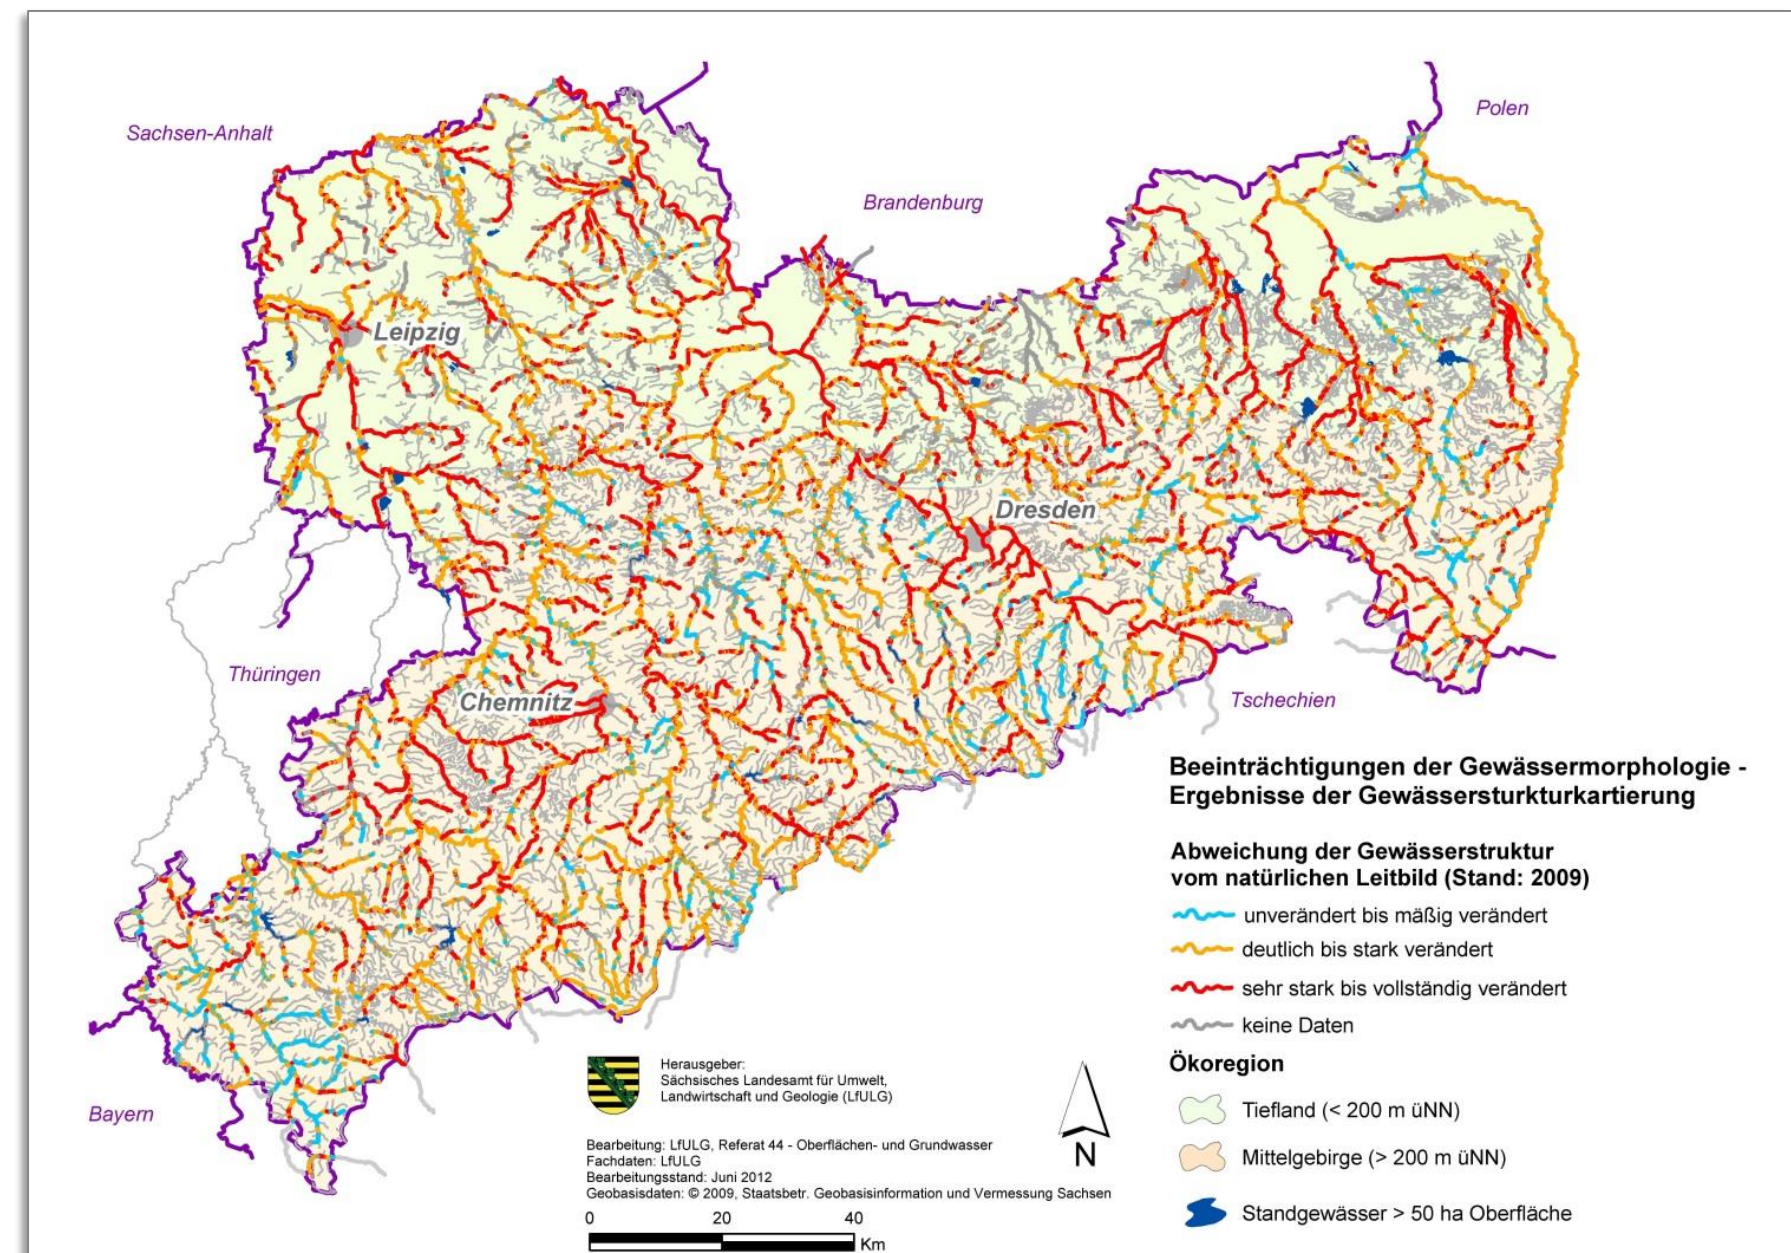 Sachsen-Anhalt
Polen
Brandenburg
Leipzig
Dresden
Thüringen
Chemnitz
Tschechien
Bayern
Beeinträchtigungen der Gewässermorphologie -
Ergebnisse der Gewässersturkturkartierung
Abweichung der Gewässerstruktur
vom natürlichen Leitbild (Stand: 2009)
unverändert bis mäßig verändert
deutlich bis stark verändert
sehr stark bis vollständig verändert
keine Daten
Ökoregion
Tiefland (< 200 m üNN)
Mittelgebirge (> 200 m üNN)
Standgewässer > 50 ha Oberfläche
Herausgeber:
Sächsisches Landesamt für Umwelt,
Landwirtschaft und Geologie (LfULG)
N
Bearbeitung: LfULG, Referat 44 - Oberflächen- und Grundwasser
Fachdaten: LfULG
Bearbeitungsstand: Juni 2012
Geobasisdaten: © 2009, Staatsbetr. Geobasisinformation und Vermessung Sachsen
0 20 40
Km